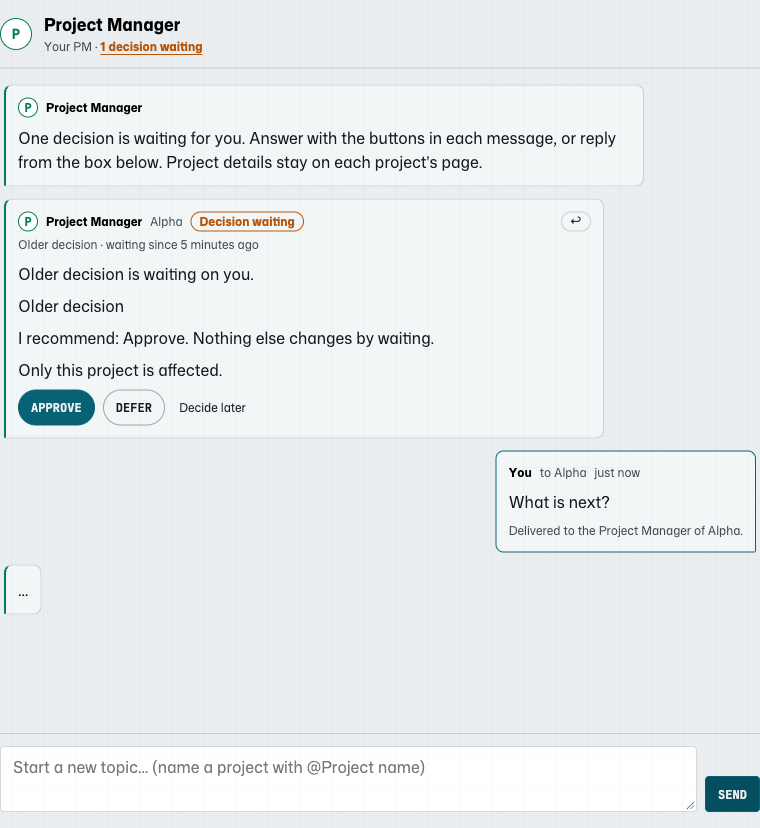 P
Project Manager
Your PM · 1 decision waiting
P Project Manager
One decision is waiting for you. Answer with the buttons in each message, or reply
from the box below. Project details stay on each project's page.
P Project Manager Alpha Decision waiting ↩
Older decision · waiting since 5 minutes ago
Older decision is waiting on you.
Older decision
I recommend: Approve. Nothing else changes by waiting.
Only this project is affected.
APPROVE DEFER Decide later
You to Alpha just now
What is next?
Delivered to the Project Manager of Alpha.
...
Start a new topic... (name a project with @Project name)
SEND